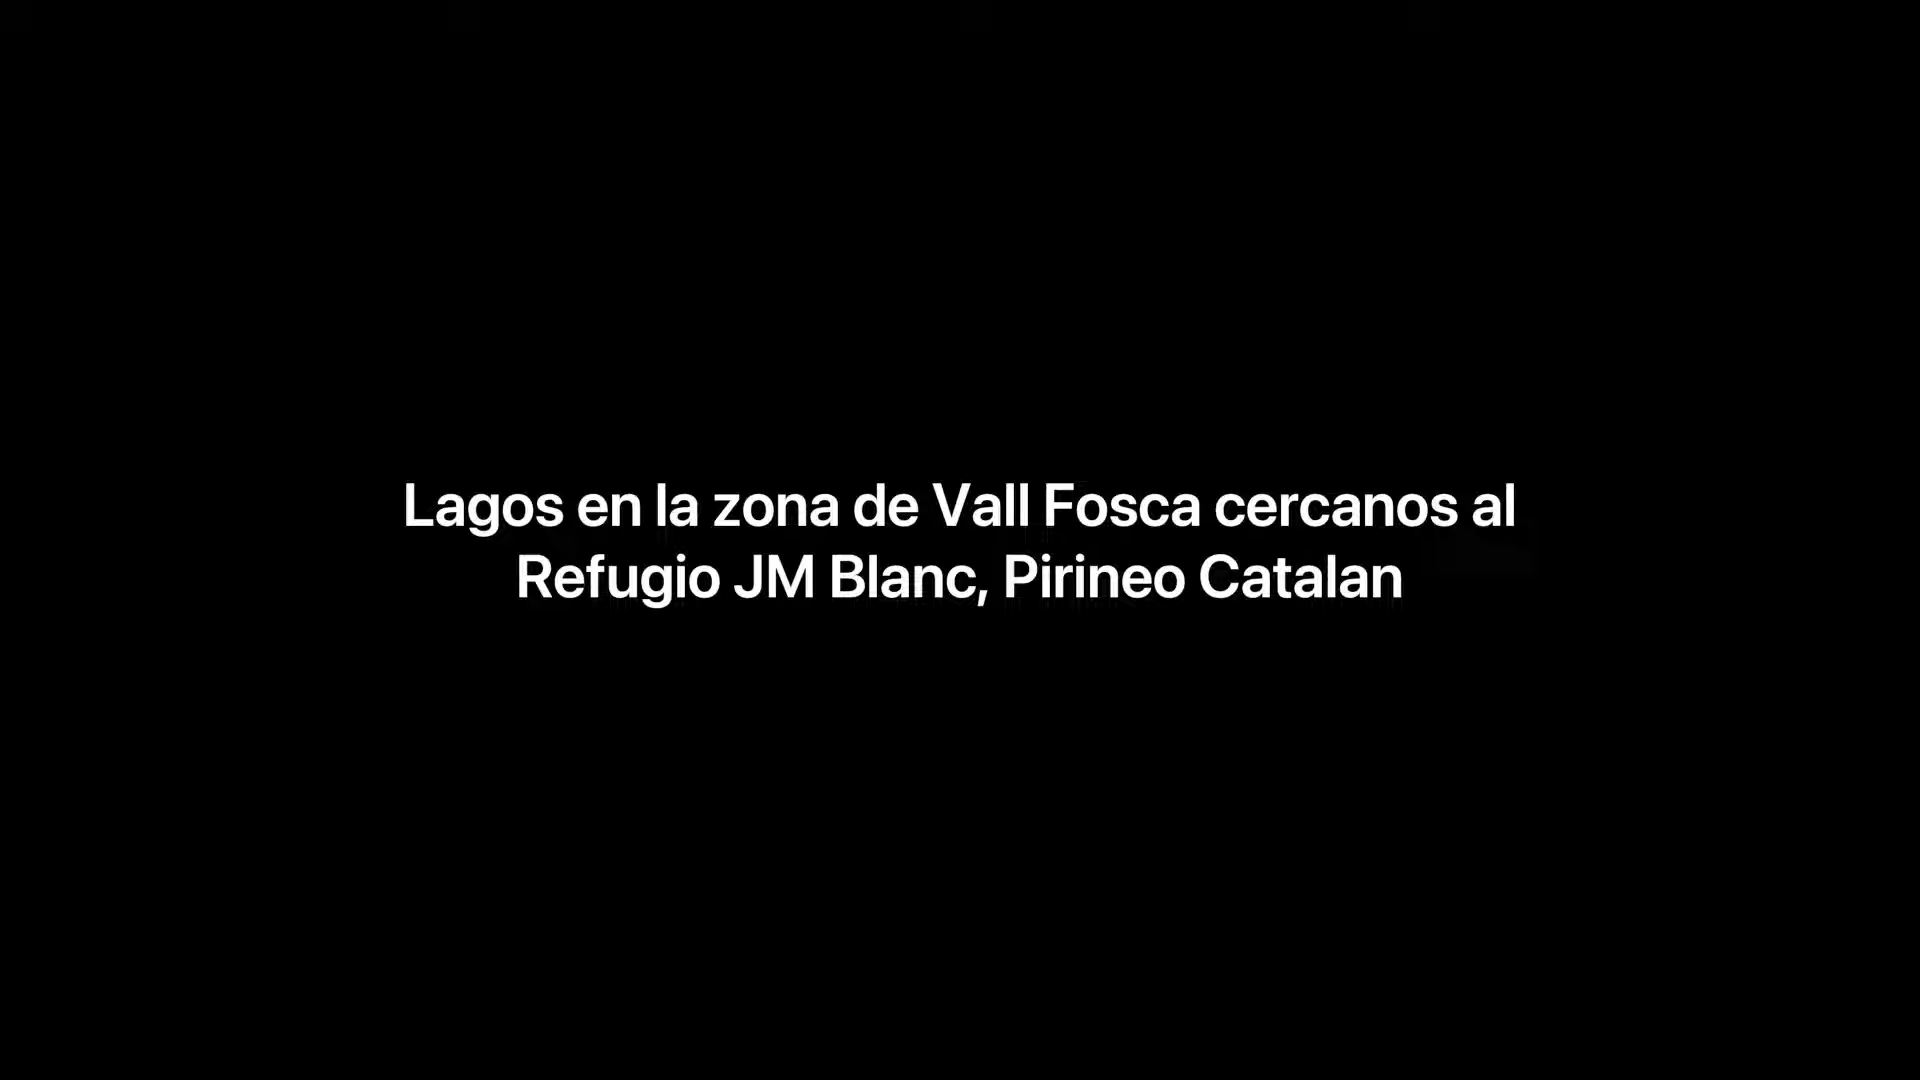 Lagos en la zona de Vall Fosca cercanos al
Refugio JM Blanc, Pirineo Catalan